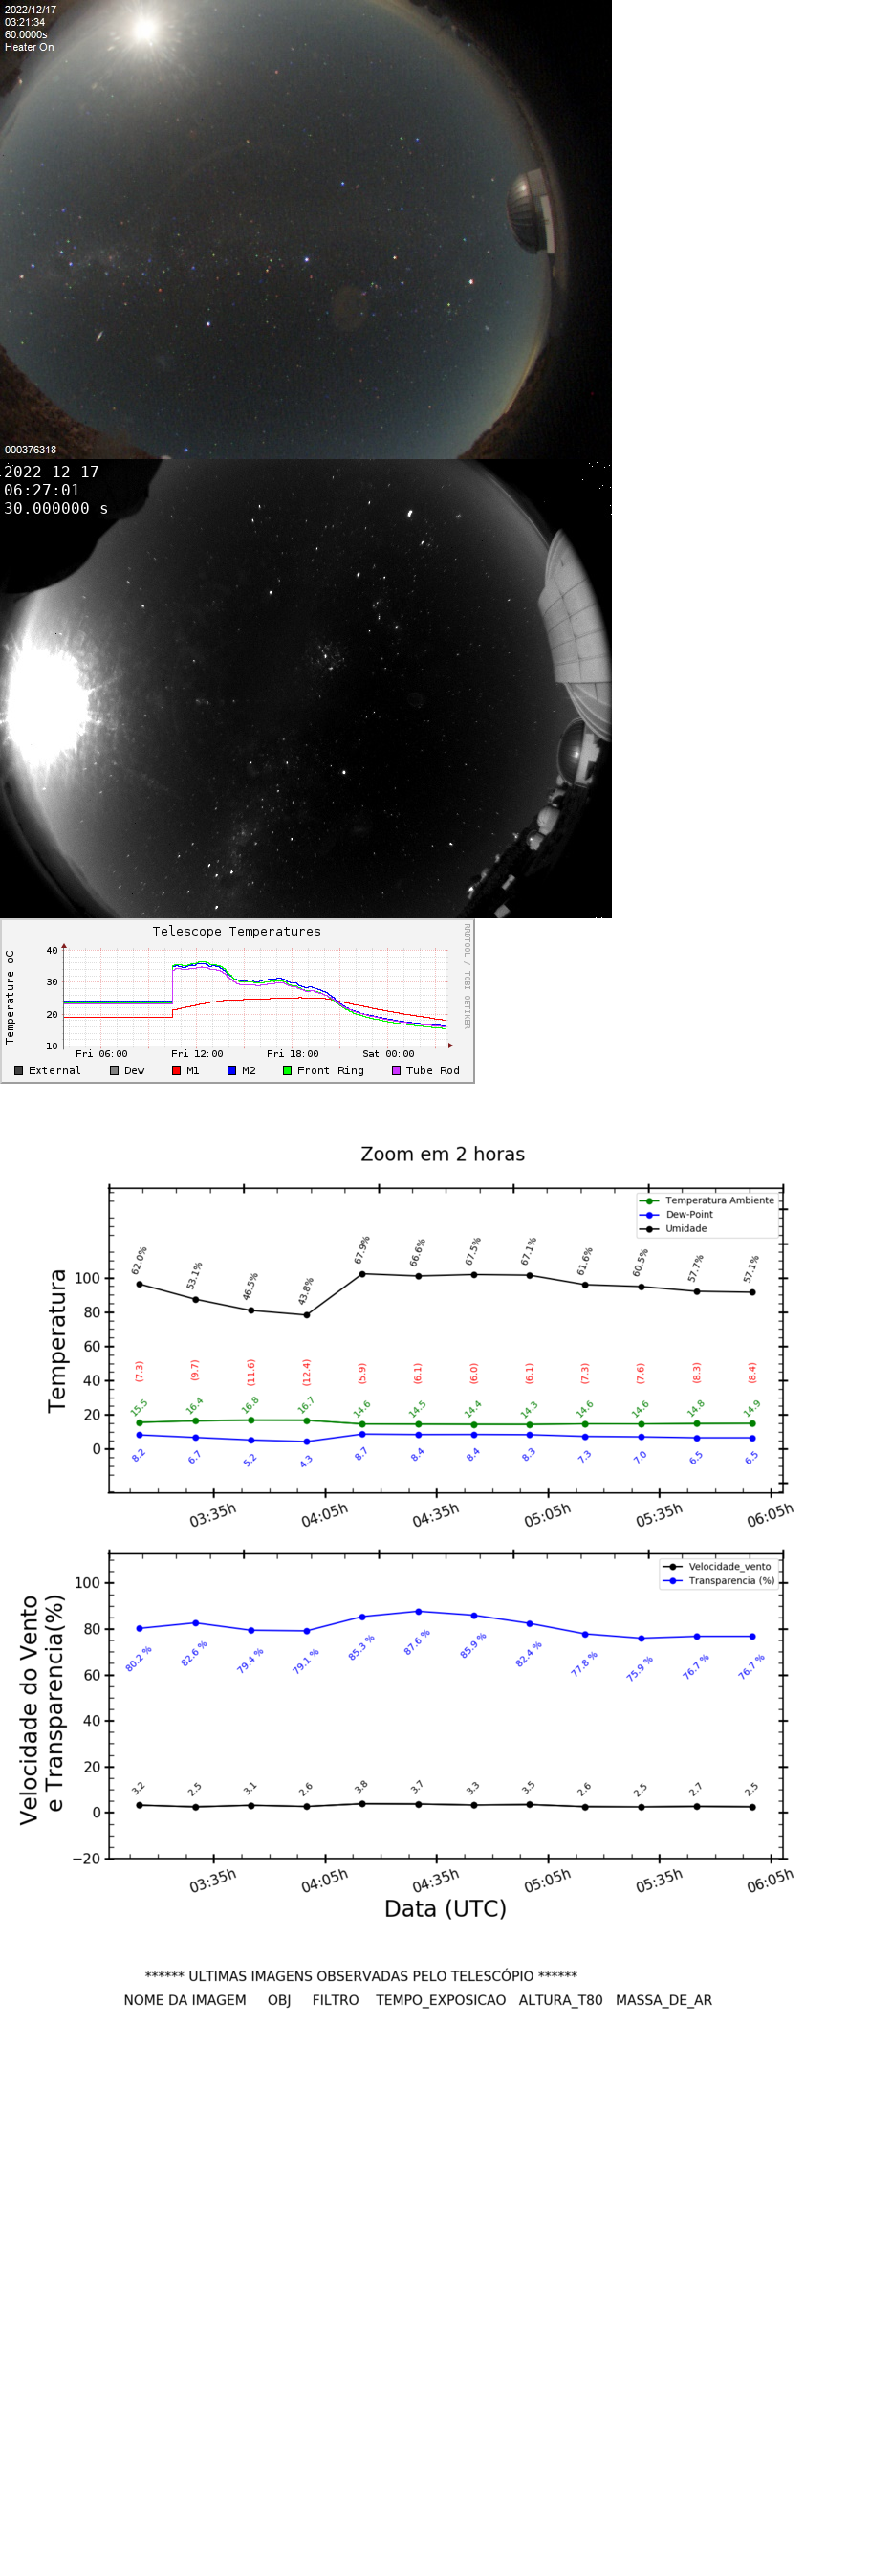 2022/12/17
03:21:34
60.0000s
Heater On
000376318
2022-12-17
06:27:01
30.000000 s
Telescope Temperatures
RRDTOOL / TOBI OETIKER
Temperature oC
40
30
20
10
Fri 06:00 Fri 12:00 Fri 18:00 Sat 00:00
External Dew M1 M2 Front Ring Tube Rod
Zoom em 2 horas
Temperatura Ambiente
Dew-Point
Umidade
Temperatura
100
80
60
40
20
0
62.0% 53.1% 46.5% 43.8% 67.9% 66.6% 67.5% 67.1% 61.6% 60.5% 57.7% 57.1%
(7.3) (9.7) (11.6) (12.4) (5.9) (6.1) (6.0) (6.1) (7.3) (7.6) (8.3) (8.4)
15.5 16.4 16.8 16.7 14.6 14.5 14.4 14.3 14.6 14.6 14.8 14.9
8.2 6.7 5.2 4.3 8.7 8.4 8.4 8.3 7.3 7.0 6.5 6.5
03:35h 04:05h 04:35h 05:05h 05:35h 06:05h
Velocidade_vento
Transparencia (%)
Velocidade do Vento
e Transparencia(%)
100
80
60
40
20
0
−20
80.2 % 82.6 % 79.4 % 79.1 % 85.3 % 87.6 % 85.9 % 82.4 % 77.8 % 75.9 % 76.7 % 76.7 %
3.2 2.5 3.1 2.6 3.8 3.7 3.3 3.5 2.6 2.5 2.7 2.5
03:35h 04:05h 04:35h 05:05h 05:35h 06:05h
Data (UTC)
****** ULTIMAS IMAGENS OBSERVADAS PELO TELESCÓPIO ******
NOME DA IMAGEM OBJ FILTRO TEMPO_EXPOSICAO ALTURA_T80 MASSA_DE_AR